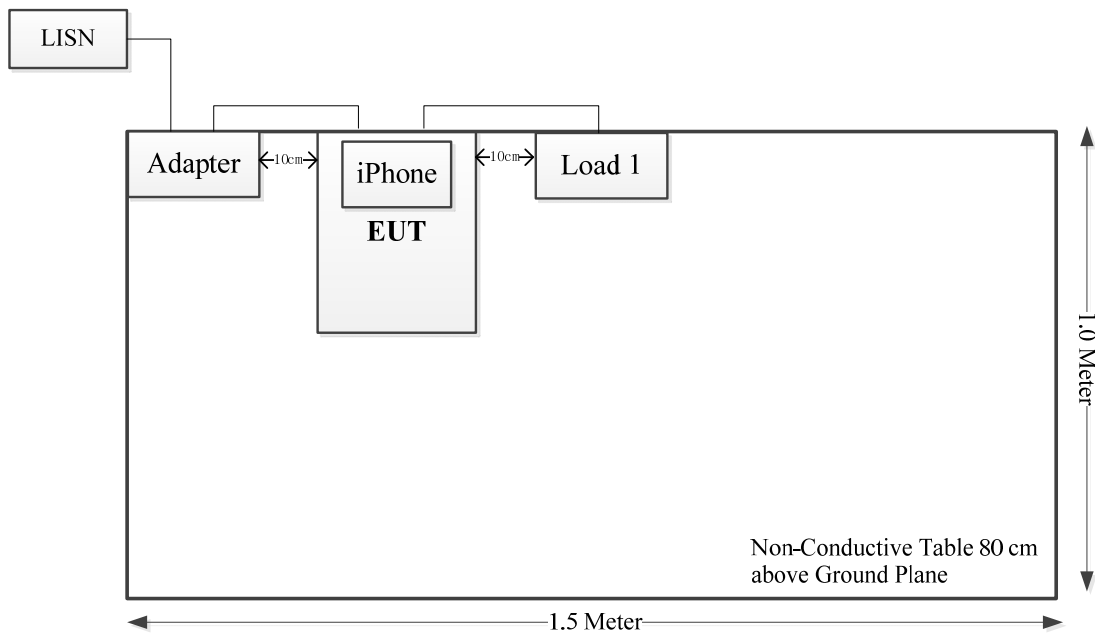 LISN
Adapter
10cm
iPhone
EUT
10cm
Load 1
1.0 Meter
Non-Conductive Table 80 cm
above Ground Plane
1.5 Meter